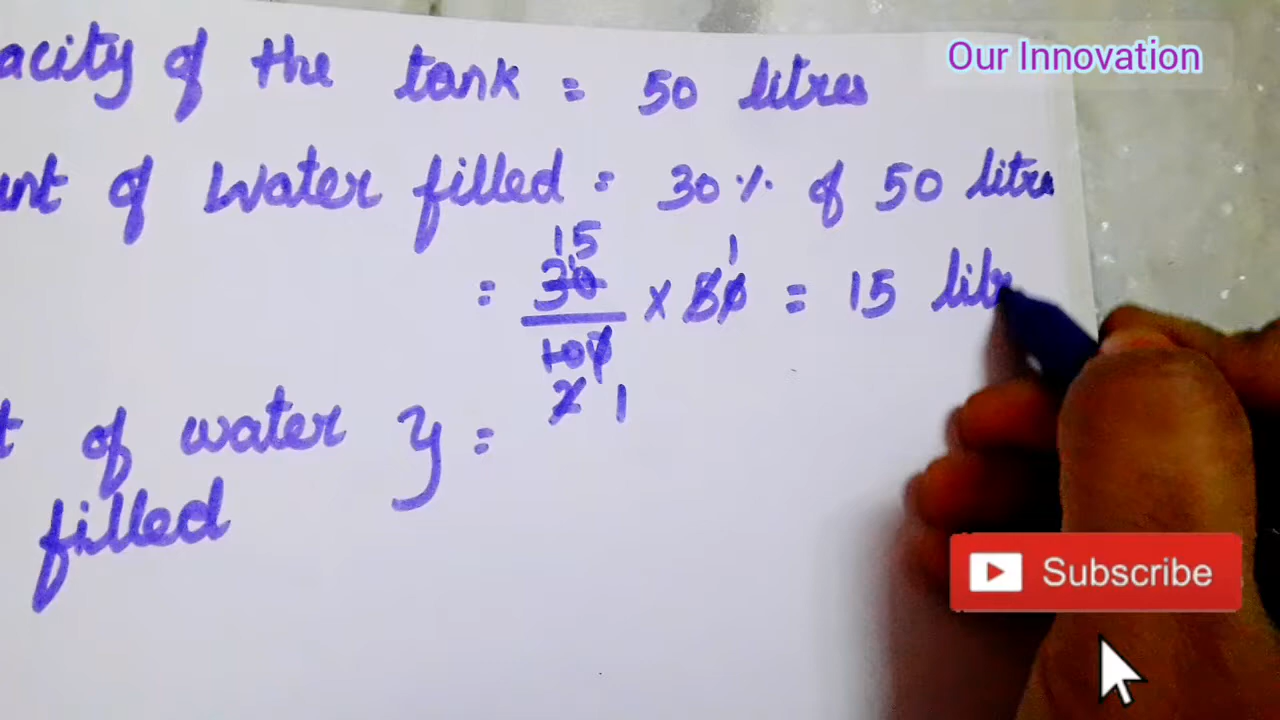 Our Innovation
acity of the tank = 50 litres
unt of Water filled = 30% of 50 litre
15 1
= 30/100 × 50 = 15 lit
2 1
t of water } =
filled
Subscribe